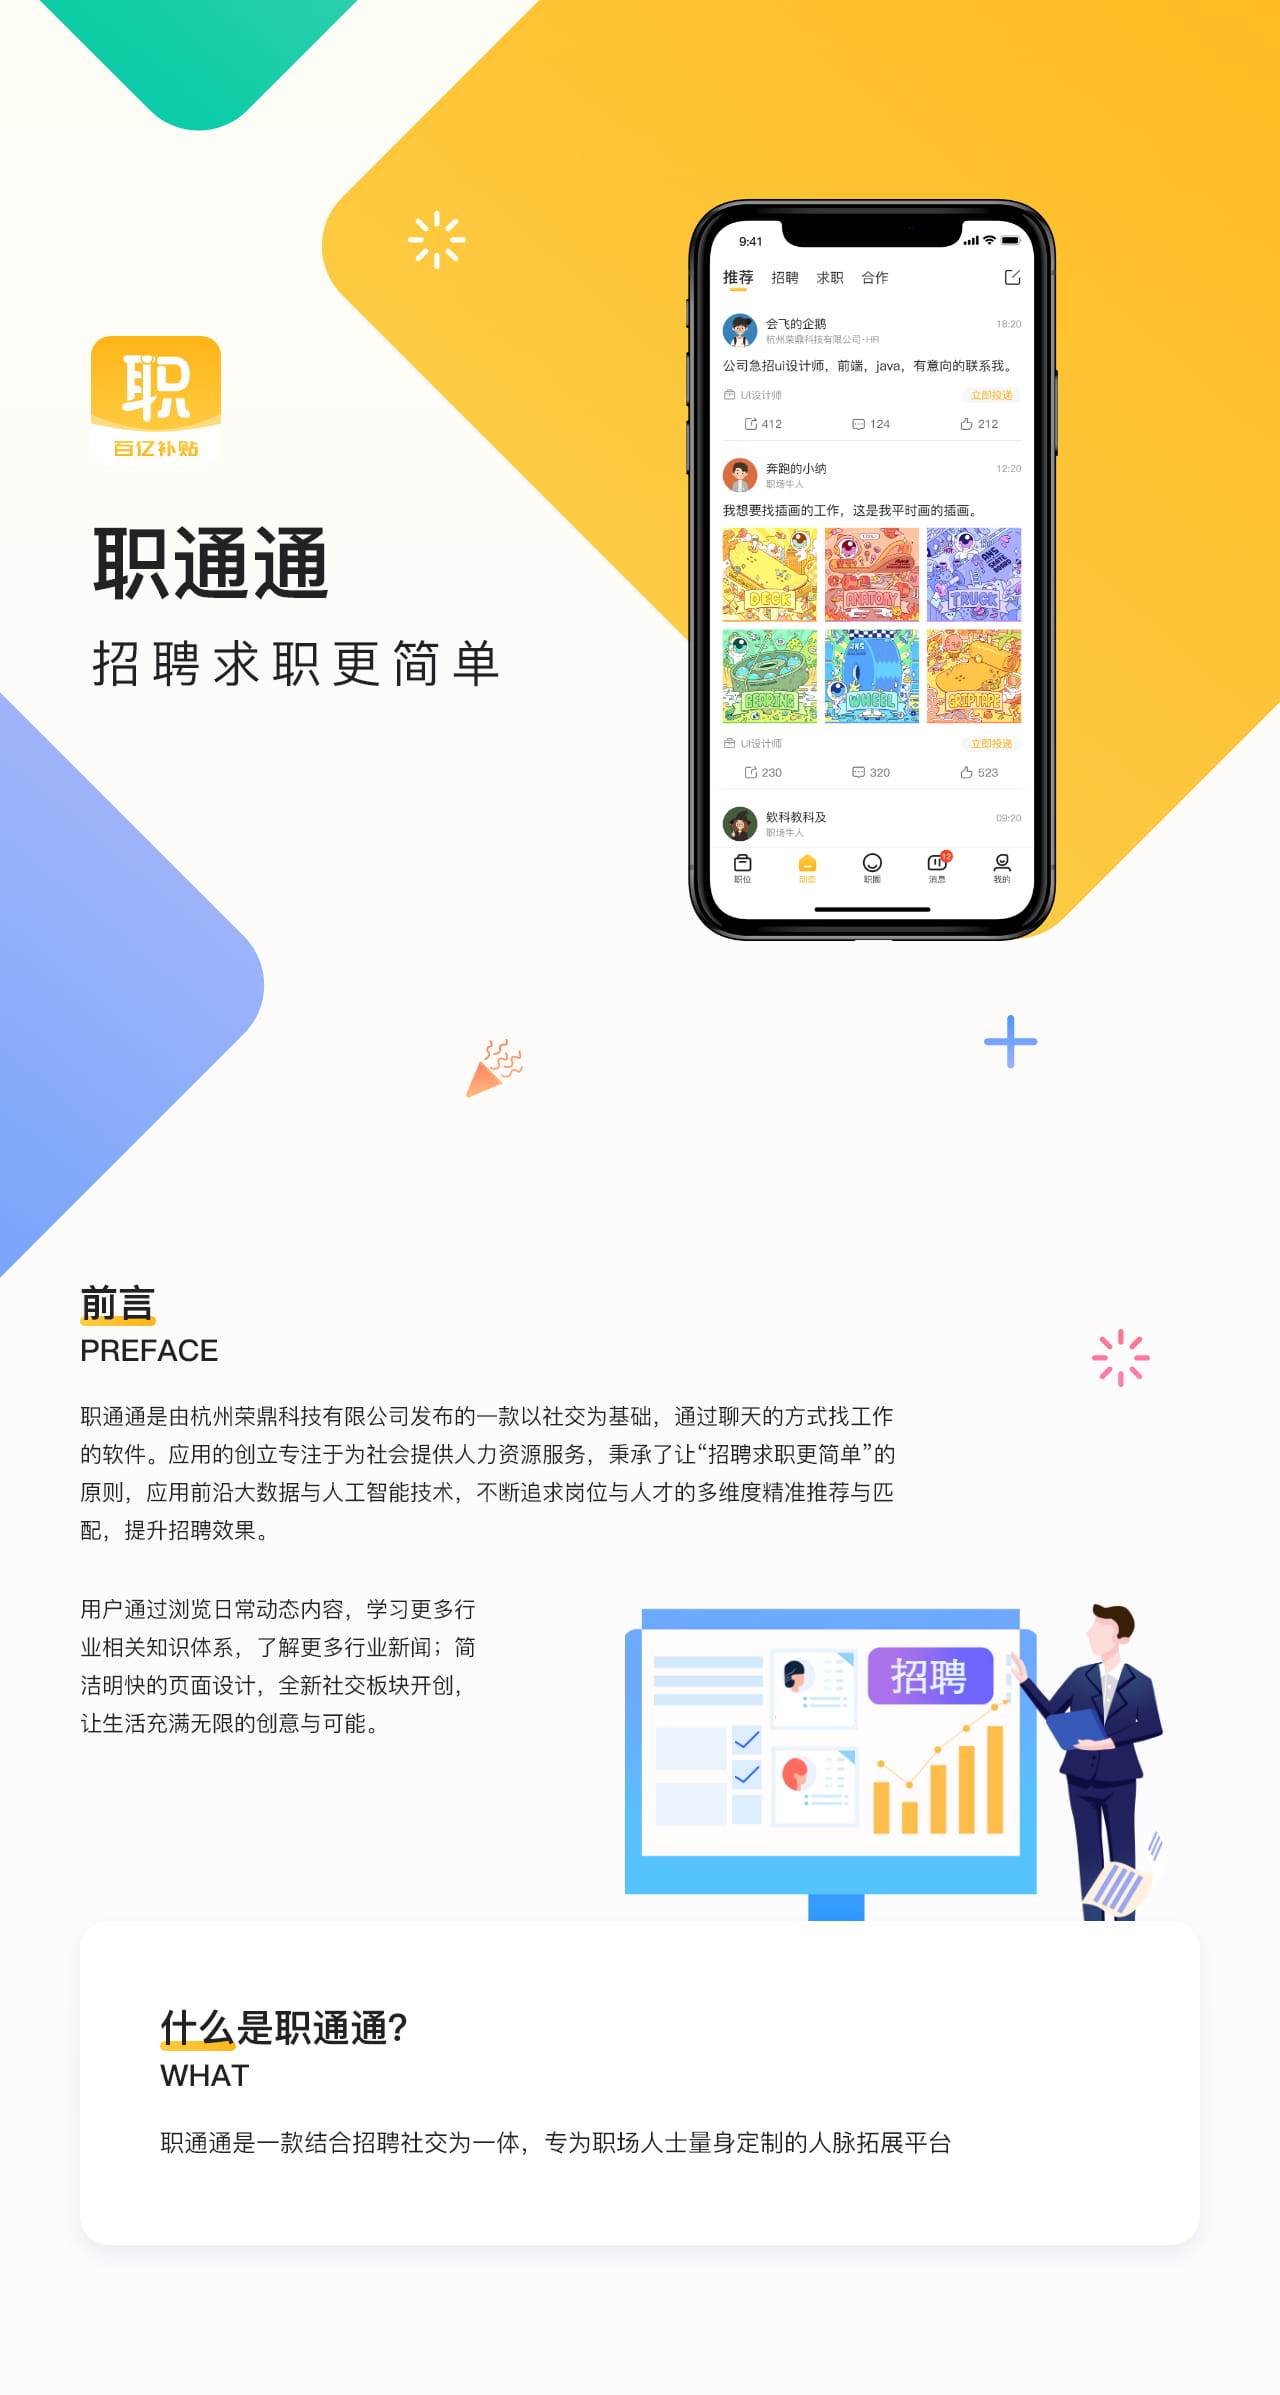 职
百亿补贴
职通通
招聘求职更简单
9:41
推荐 招聘 求职 合作
会飞的企鹅 18:20
杭州荣鼎科技有限公司·HR
公司急招ui设计师，前端，java，有意向的联系我。
UI设计师 立即投递
412 124 212
奔跑的小纳 12:20
职场牛人
我想要找插画的工作，这是我平时画的插画。
DECK ANATOMY TRUCK
BEARING WHEEL GRIPTAPE
UI设计师 立即投递
230 320 523
欸科教科及 09:20
职场牛人
12
职位 动态 职圈 消息 我的
前言
PREFACE
职通通是由杭州荣鼎科技有限公司发布的一款以社交为基础，通过聊天的方式找工作
的软件。应用的创立专注于为社会提供人力资源服务，秉承了让“招聘求职更简单”的
原则，应用前沿大数据与人工智能技术，不断追求岗位与人才的多维度精准推荐与匹
配，提升招聘效果。
用户通过浏览日常动态内容，学习更多行
业相关知识体系，了解更多行业新闻；简
洁明快的页面设计，全新社交板块开创，
让生活充满无限的创意与可能。
招聘
什么是职通通?
WHAT
职通通是一款结合招聘社交为一体，专为职场人士量身定制的人脉拓展平台